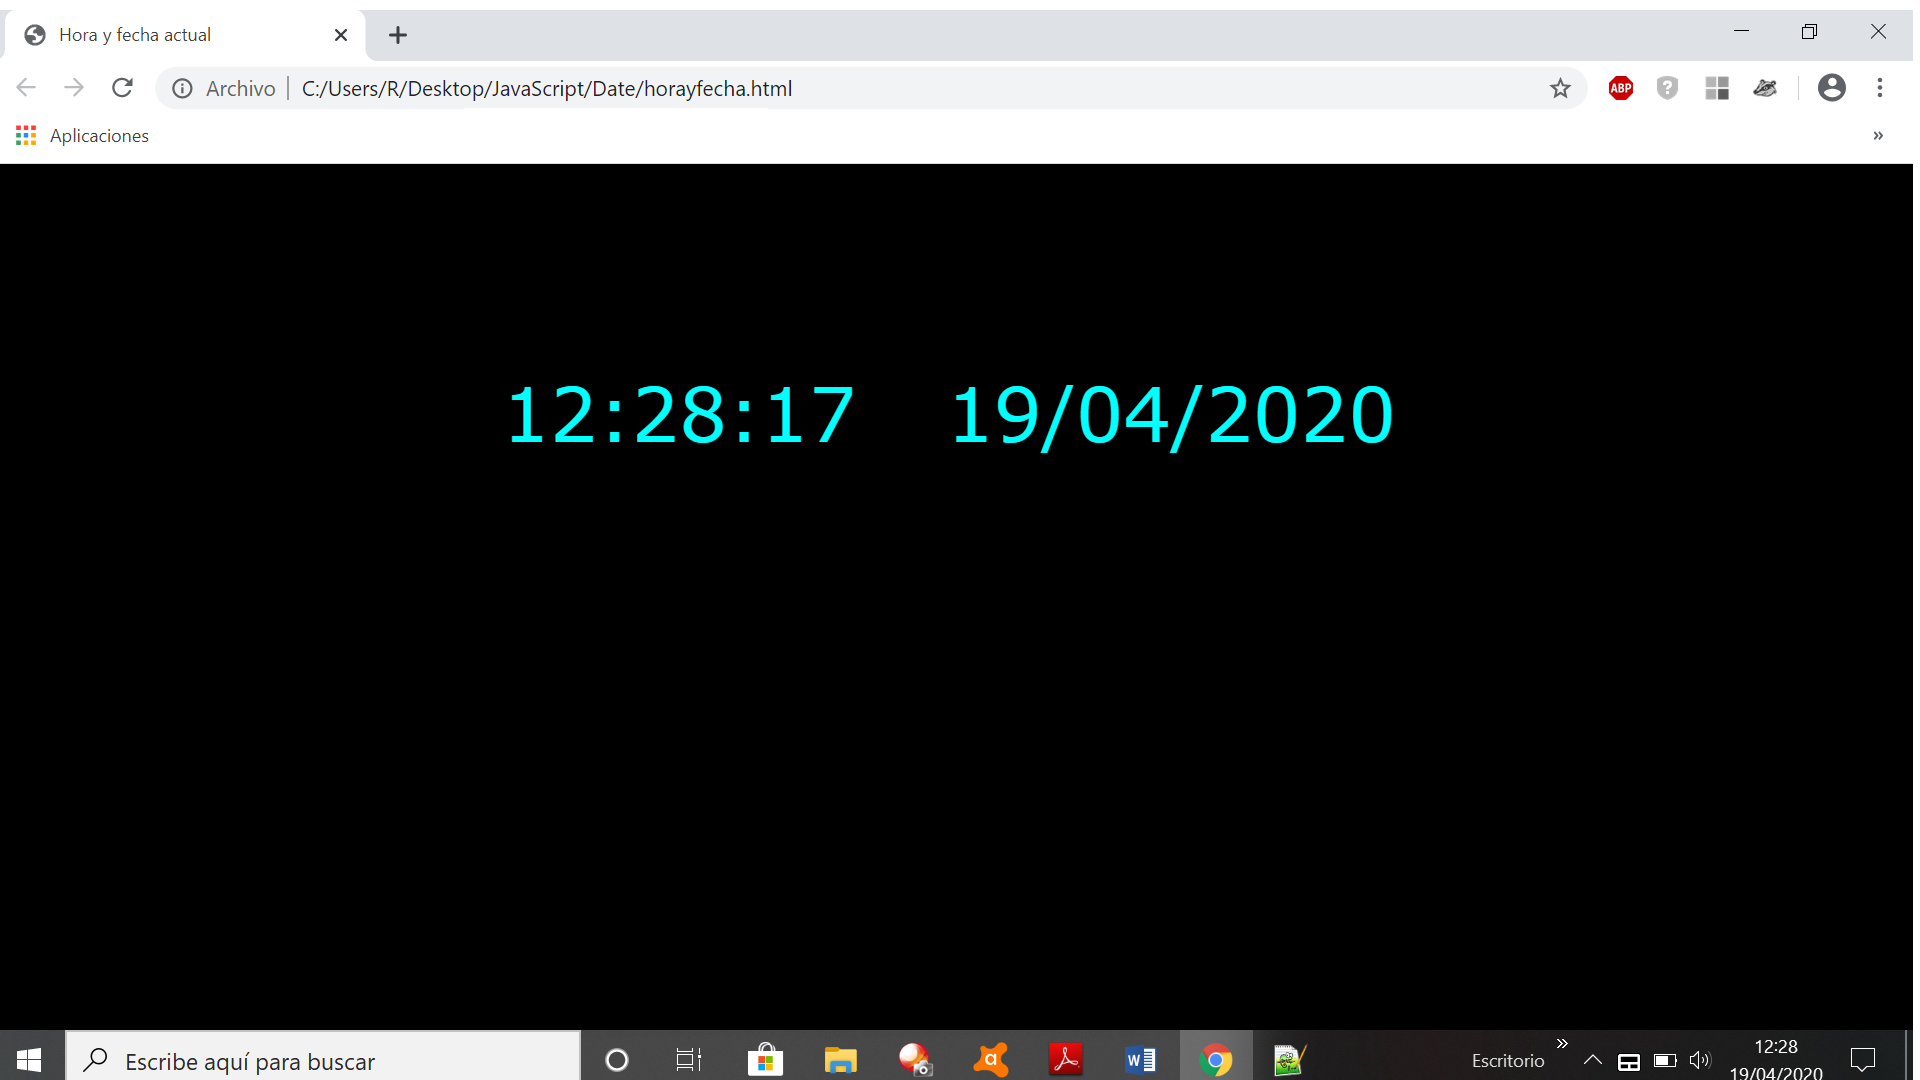 Hora y fecha actual
Archivo | C:/Users/R/Desktop/JavaScript/Date/horayfecha.html
ABP
Aplicaciones
»
12:28:17 19/04/2020
Escribe aquí para buscar
Escritorio
12:28
19/04/2020